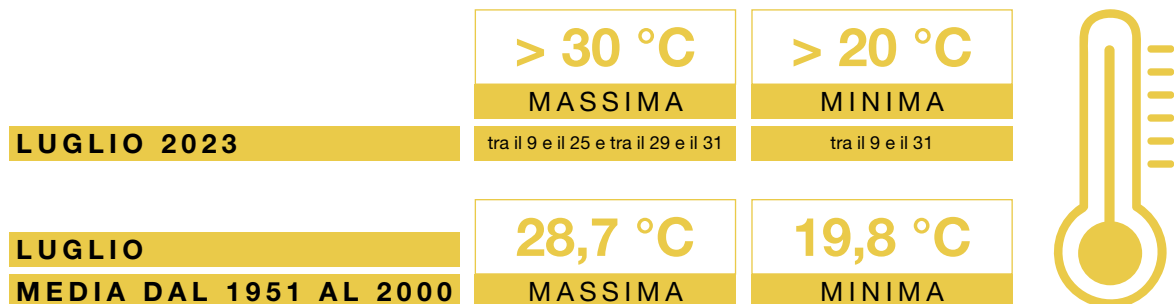 > 30 °C
> 20 °C
MASSIMA
MINIMA
LUGLIO 2023
tra il 9 e il 25 e tra il 29 e il 31
tra il 9 e il 31
28,7 °C
19,8 °C
LUGLIO
MEDIA DAL 1951 AL 2000
MASSIMA
MINIMA